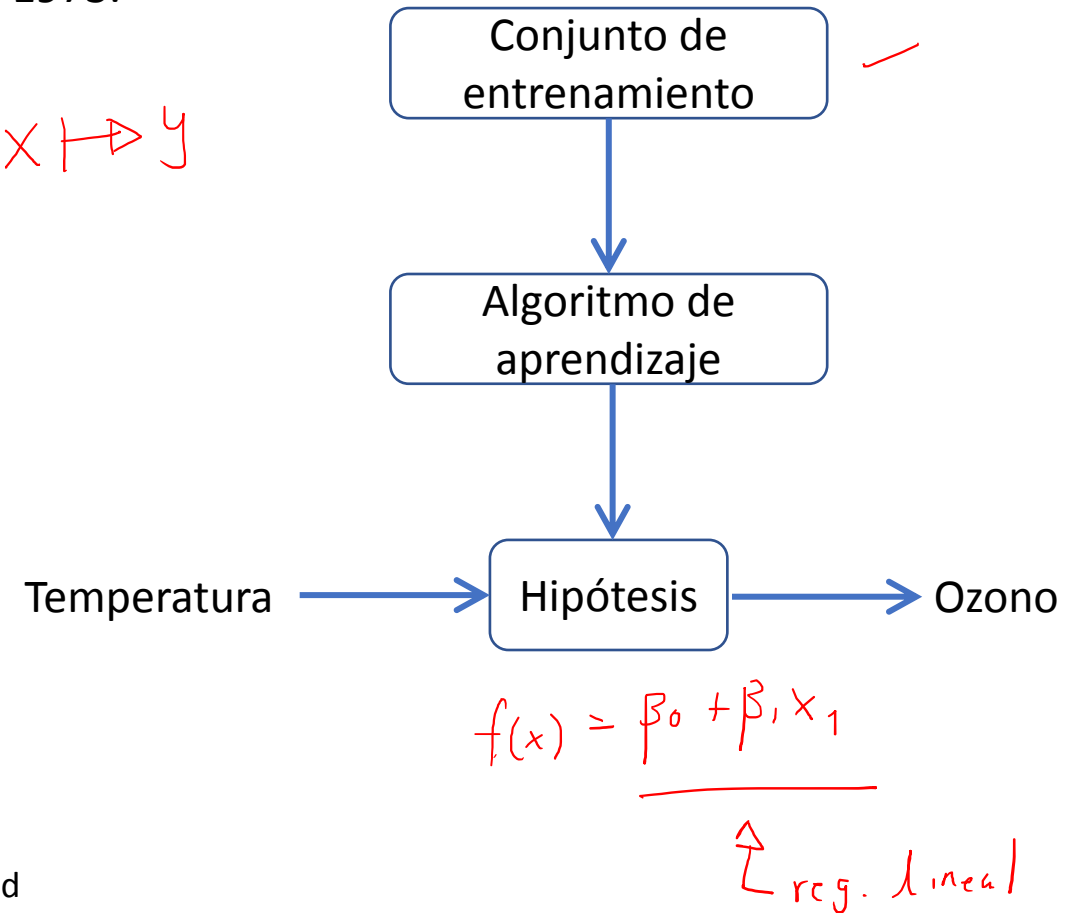 Conjunto de
entrenamiento
x ↦ y
Algoritmo de
aprendizaje
Temperatura
Hipótesis
Ozono
f(x) = β₀ + β₁ x₁
reg. lineal
d